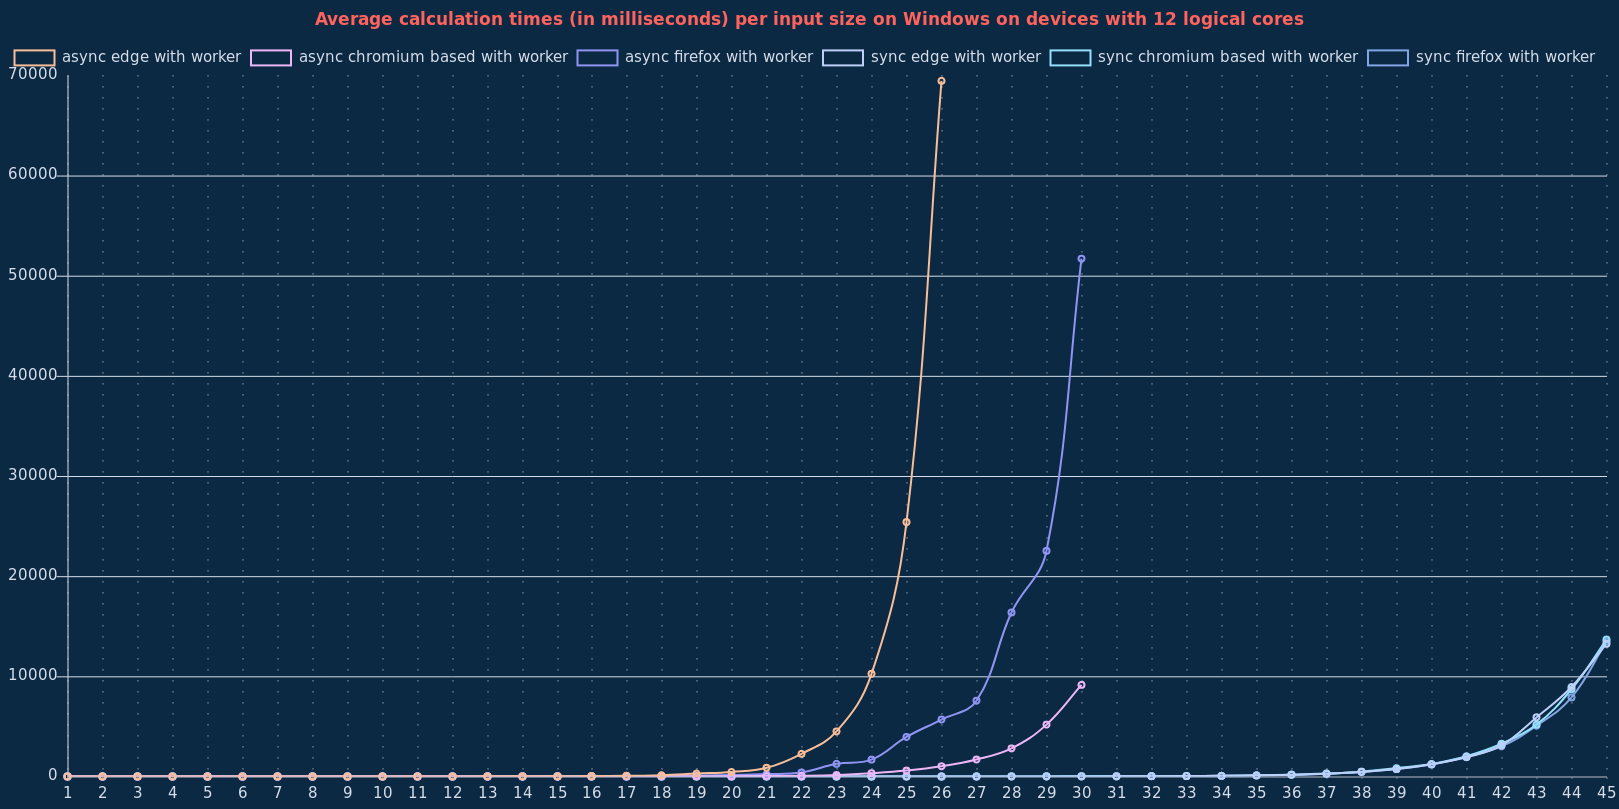 Average calculation times (in milliseconds) per input size on Windows on devices with 12 logical cores
async edge with worker async chromium based with worker async firefox with worker sync edge with worker sync chromium based with worker sync firefox with worker
70000
60000
50000
40000
30000
20000
10000
0
1 2 3 4 5 6 7 8 9 10 11 12 13 14 15 16 17 18 19 20 21 22 23 24 25 26 27 28 29 30 31 32 33 34 35 36 37 38 39 40 41 42 43 44 45